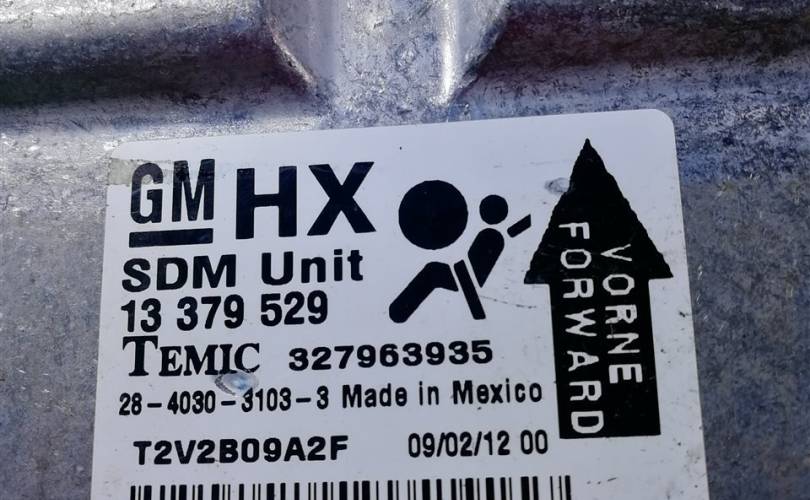 GM HX
SDM Unit
13 379 529
TEMIC 327963935
28-4030-3103-3 Made in Mexico
T2V2B09A2F 09/02/12 00
VORNE
FORWARD